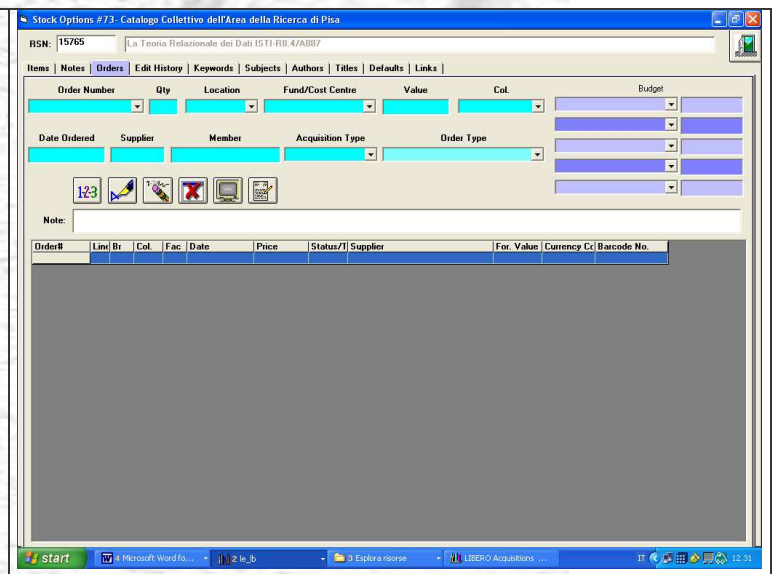 Stock Options #73- Catalogo Collettivo dell'Area della Ricerca di Pisa
RSN: 15765 La Teoria Relazionale dei Dati ISTI-R8.4/A087
Items | Notes | Orders | Edit History | Keywords | Subjects | Authors | Titles | Defaults | Links |
Order Number Qty Location Fund/Cost Centre Value Col. Budget
Date Ordered Supplier Member Acquisition Type Order Type
123
Note:
Order# Line Br Col. Fac Date Price Status/T Supplier For. Value Currency Cc Barcode No.
start 4 Microsoft Word fo... 2 le_lb 3 Esplora risorse LIBERO Acquisitions ... IT 12.31